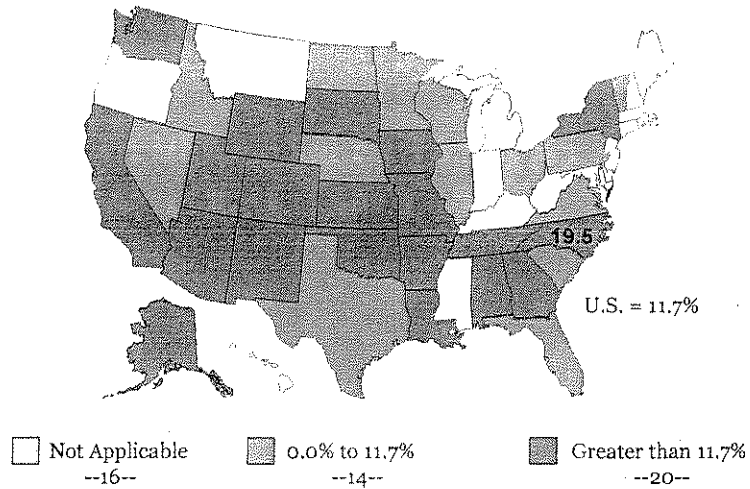 19.5
U.S. = 11.7%
Not Applicable
--16--
0.0% to 11.7%
--14--
Greater than 11.7%
--20--